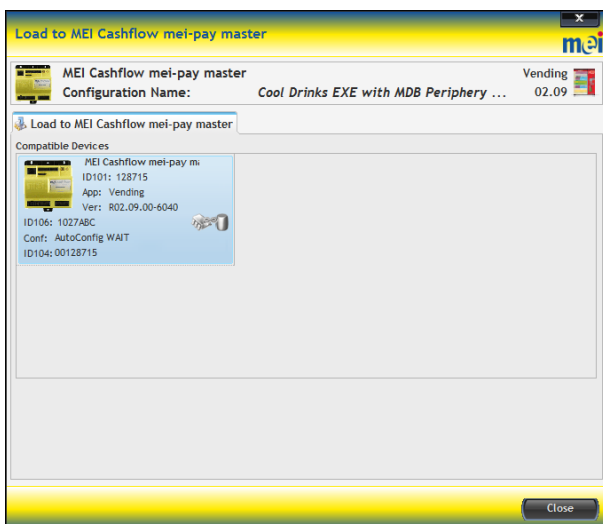 x
Load to MEI Cashflow mei-pay master
mei
MEI Cashflow mei-pay master
Vending
Configuration Name: Cool Drinks EXE with MDB Periphery ... 02.09
Load to MEI Cashflow mei-pay master
Compatible Devices
MEI Cashflow mei-pay m
ID101: 128715
App: Vending
Ver: R02.09.00-6040
ID106: 1027ABC
Conf: AutoConfig WAIT
ID104: 00128715
Close